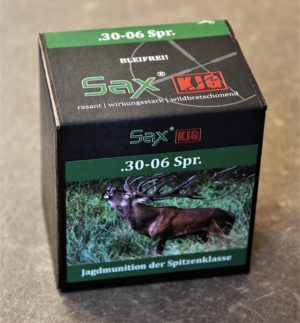 .30-06 Spr.
BLEIFREI!
Sax® KJG
rasant | wirkungsstark | wildbretschonend
Sax® KJG
.30-06 Spr.
Jagdmunition der Spitzenklasse